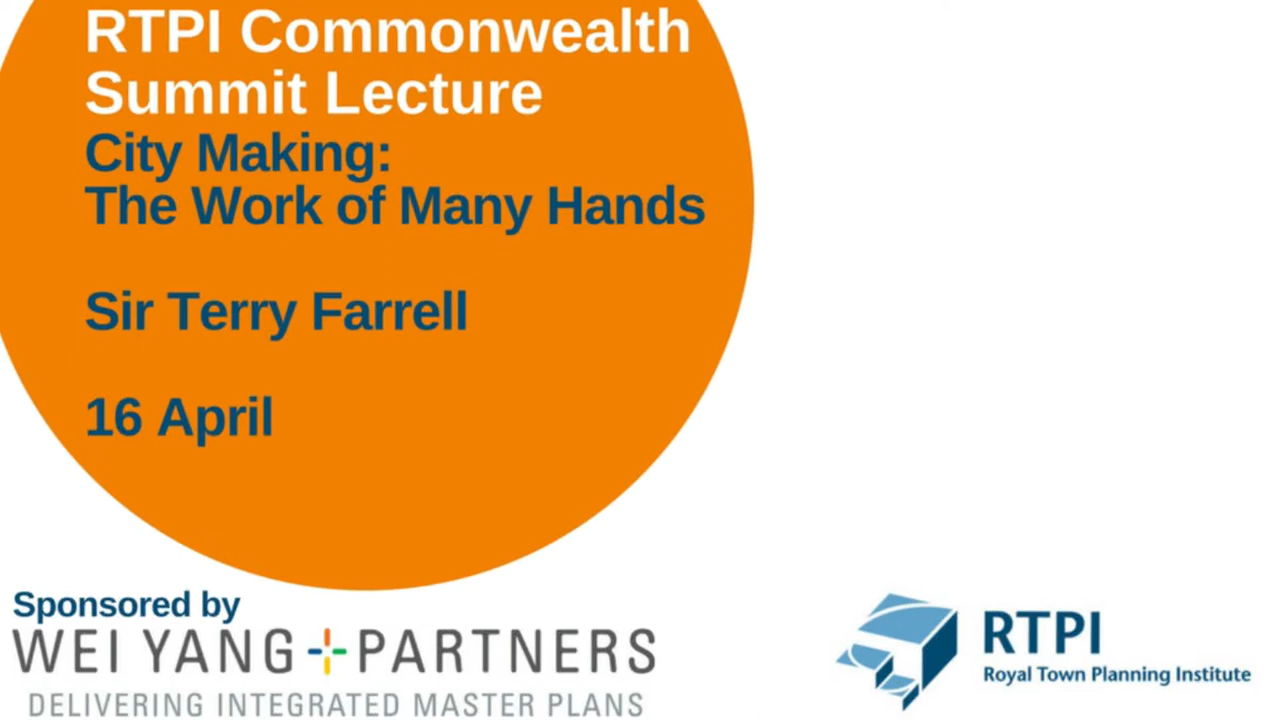 RTPI Commonwealth
Summit Lecture
City Making:
The Work of Many Hands
Sir Terry Farrell
16 April
Sponsored by
WEI YANG + PARTNERS
DELIVERING INTEGRATED MASTER PLANS
RTPI
Royal Town Planning Institute